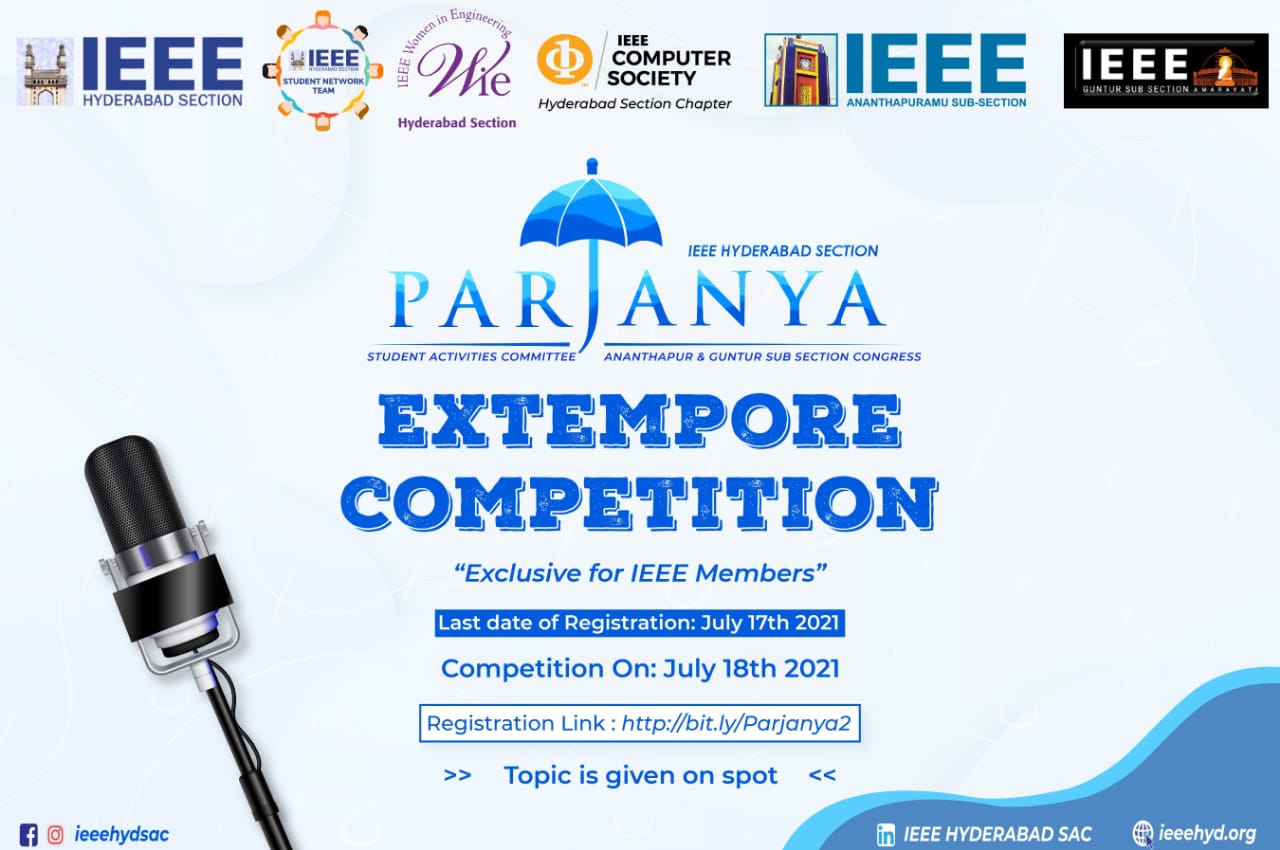 IEEE
HYDERABAD SECTION
IEEE
HYDERABAD SECTION
STUDENT NETWORK
TEAM
IEEE Women in Engineering
WIE
Hyderabad Section
IEEE
COMPUTER
SOCIETY
TM
Hyderabad Section Chapter
IEEE
ANANTHAPURAMU SUB-SECTION
IEEE
GUNTUR SUB SECTION AMARAVATI
IEEE HYDERABAD SECTION
PARJANYA
STUDENT ACTIVITIES COMMITTEE ANANTHAPUR & GUNTUR SUB SECTION CONGRESS
EXTEMPORE
COMPETITION
“Exclusive for IEEE Members”
Last date of Registration: July 17th 2021
Competition On: July 18th 2021
Registration Link : http://bit.ly/Parjanya2
>> Topic is given on spot <<
ieeehydsac
in IEEE HYDERABAD SAC
ieeehyd.org